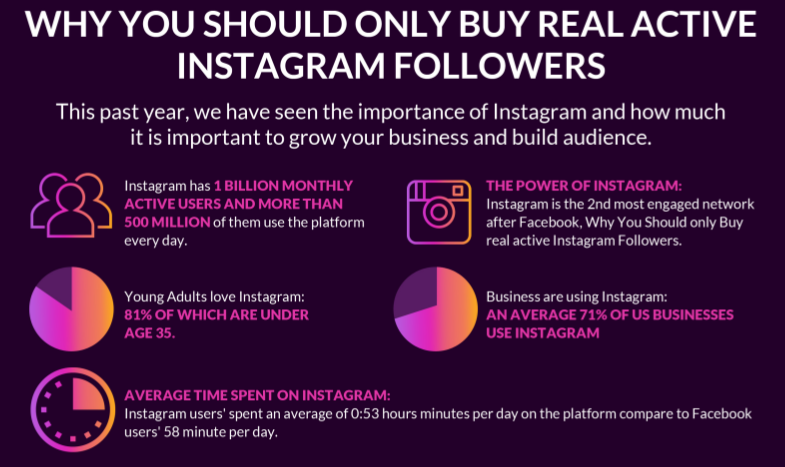 WHY YOU SHOULD ONLY BUY REAL ACTIVE
INSTAGRAM FOLLOWERS
This past year, we have seen the importance of Instagram and how much
it is important to grow your business and build audience.
Instagram has 1 BILLION MONTHLY
ACTIVE USERS AND MORE THAN
500 MILLION of them use the platform
every day.
THE POWER OF INSTAGRAM:
Instagram is the 2nd most engaged network
after Facebook, Why You Should only Buy
real active Instagram Followers.
Young Adults love Instagram:
81% OF WHICH ARE UNDER
AGE 35.
Business are using Instagram:
AN AVERAGE 71% OF US BUSINESSES
USE INSTAGRAM
AVERAGE TIME SPENT ON INSTAGRAM:
Instagram users' spent an average of 0:53 hours minutes per day on the platform compare to Facebook
users' 58 minute per day.